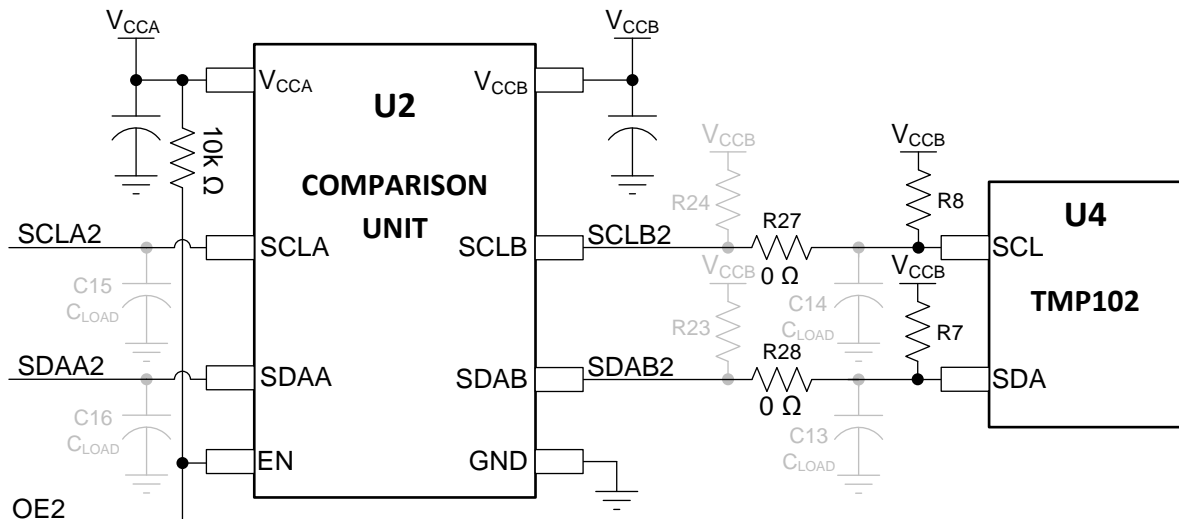 VCCA
VCCB
VCCA
U2
VCCB
10k Ω
COMPARISON
UNIT
VCCB
R24
VCCB
R8
U4
SCLA2
SCLA
SCLB
SCLB2
R27
0 Ω
SCL
C15
CLOAD
VCCB
R23
C14
CLOAD
VCCB
R7
TMP102
SDAA2
SDAA
SDAB
SDAB2
R28
0 Ω
SDA
C16
CLOAD
C13
CLOAD
EN
GND
OE2